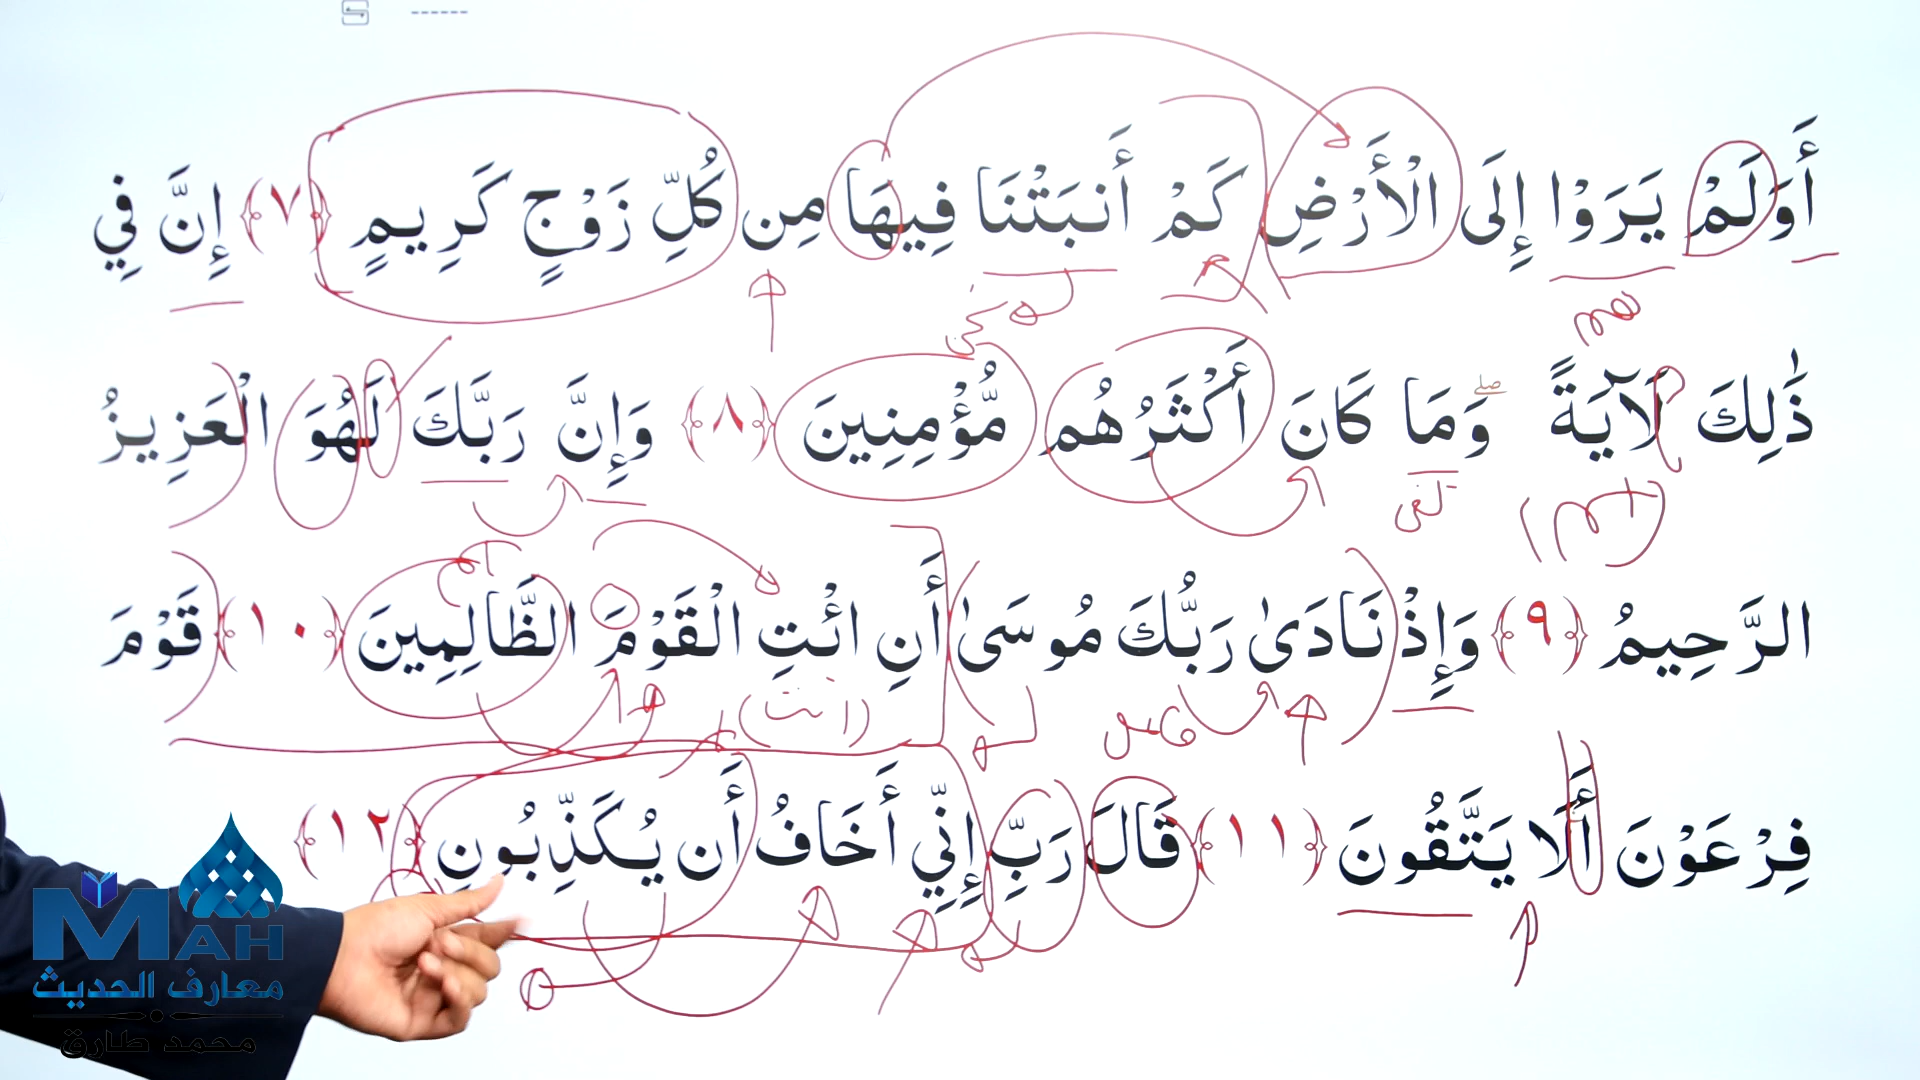 أَوَلَمْ يَرَوْا إِلَى الْأَرْضِ كَمْ أَنبَتْنَا فِيهَا مِن كُلِّ زَوْجٍ كَرِيمٍ ﴿٧﴾ إِنَّ فِي
ذَٰلِكَ لَآيَةً ۖ وَمَا كَانَ أَكْثَرُهُم مُّؤْمِنِينَ ﴿٨﴾ وَإِنَّ رَبَّكَ لَهُوَ الْعَزِيزُ
الرَّحِيمُ ﴿٩﴾ وَإِذْ نَادَىٰ رَبُّكَ مُوسَىٰ أَنِ ائْتِ الْقَوْمَ الظَّالِمِينَ ﴿١٠﴾ قَوْمَ
فِرْعَوْنَ أَلَا يَتَّقُونَ ﴿١١﴾ قَالَ رَبِّ إِنِّي أَخَافُ أَن يُكَذِّبُونِ ﴿١٢﴾
MAH
معارف الحديث
محمد طارق